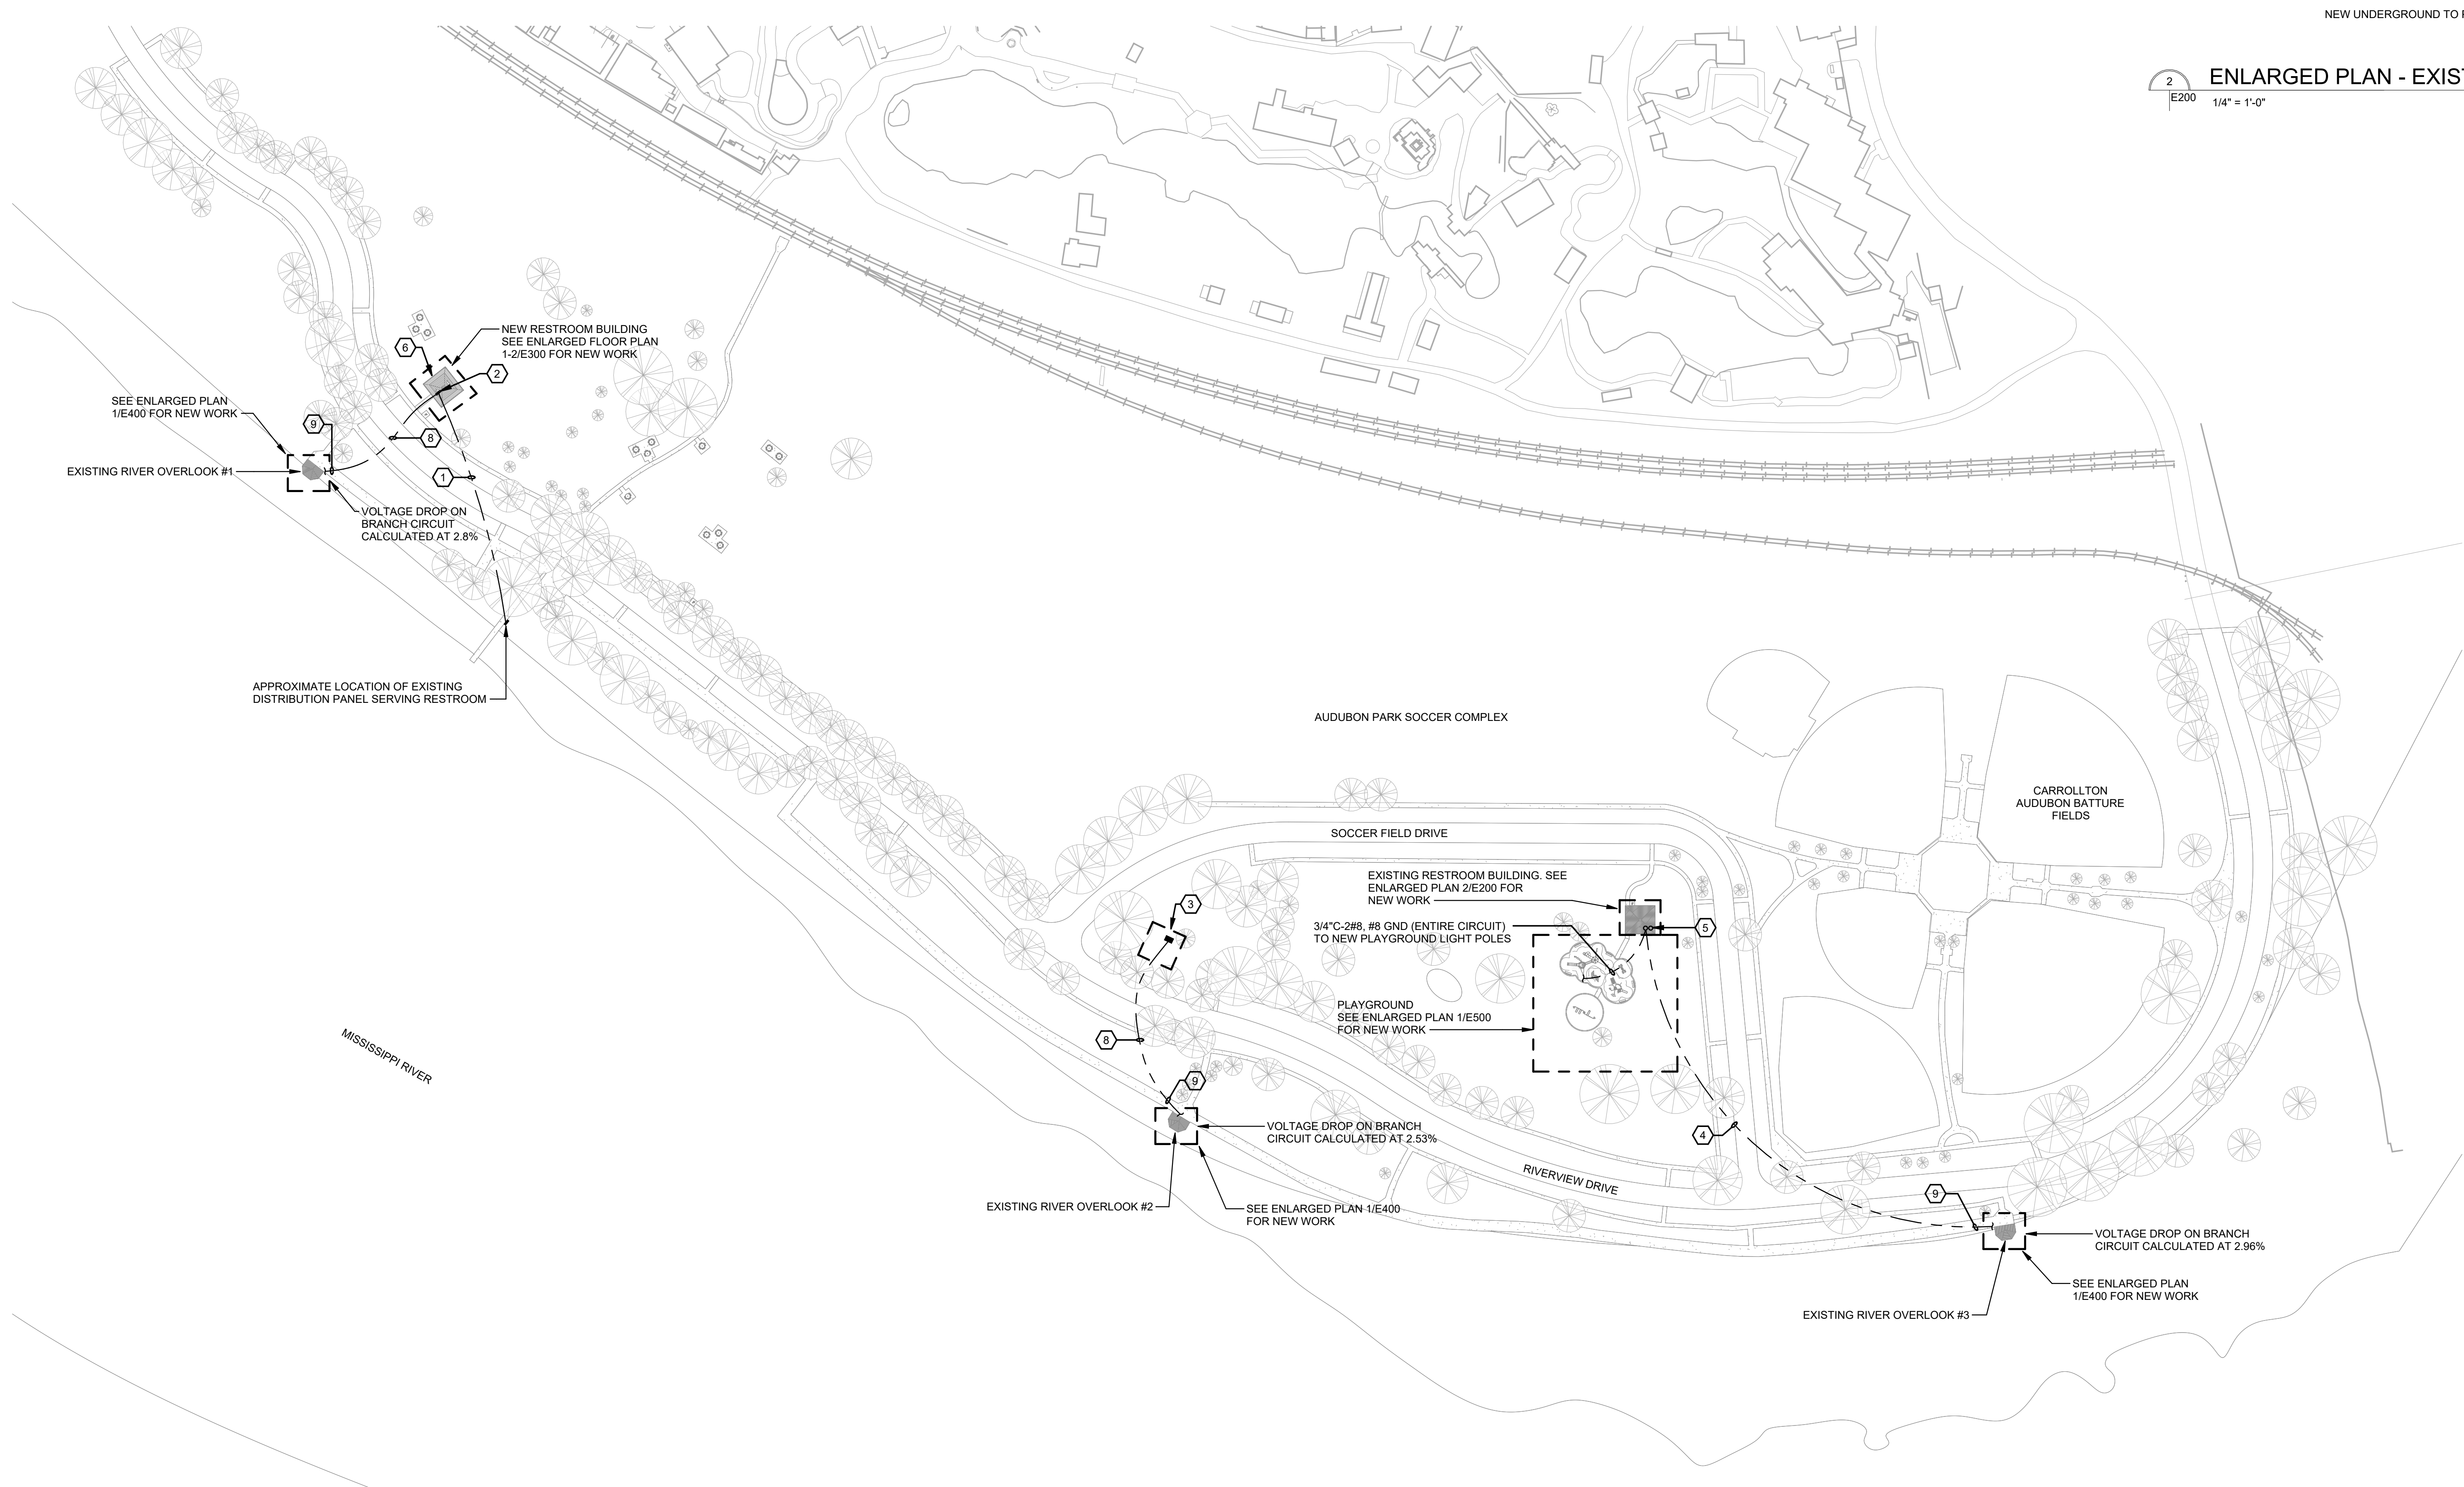 NEW UNDERGROUND TO
2
ENLARGED PLAN - EXIST
E200
1/4" = 1'-0"
NEW RESTROOM BUILDING
SEE ENLARGED FLOOR PLAN
1-2/E300 FOR NEW WORK
6
2
SEE ENLARGED PLAN
1/E400 FOR NEW WORK
9
8
EXISTING RIVER OVERLOOK #1
1
VOLTAGE DROP ON
BRANCH CIRCUIT
CALCULATED AT 2.8%
APPROXIMATE LOCATION OF EXISTING
DISTRIBUTION PANEL SERVING RESTROOM
AUDUBON PARK SOCCER COMPLEX
CARROLLTON
AUDUBON BATTURE
FIELDS
SOCCER FIELD DRIVE
EXISTING RESTROOM BUILDING. SEE
ENLARGED PLAN 2/E200 FOR
NEW WORK
3
3/4"C-2#8, #8 GND (ENTIRE CIRCUIT)
TO NEW PLAYGROUND LIGHT POLES
5
PLAYGROUND
SEE ENLARGED PLAN 1/E500
FOR NEW WORK
MISSISSIPPI RIVER
8
9
VOLTAGE DROP ON BRANCH
CIRCUIT CALCULATED AT 2.53%
4
RIVERVIEW DRIVE
EXISTING RIVER OVERLOOK #2
SEE ENLARGED PLAN 1/E400
FOR NEW WORK
9
VOLTAGE DROP ON BRANCH
CIRCUIT CALCULATED AT 2.96%
SEE ENLARGED PLAN
1/E400 FOR NEW WORK
EXISTING RIVER OVERLOOK #3